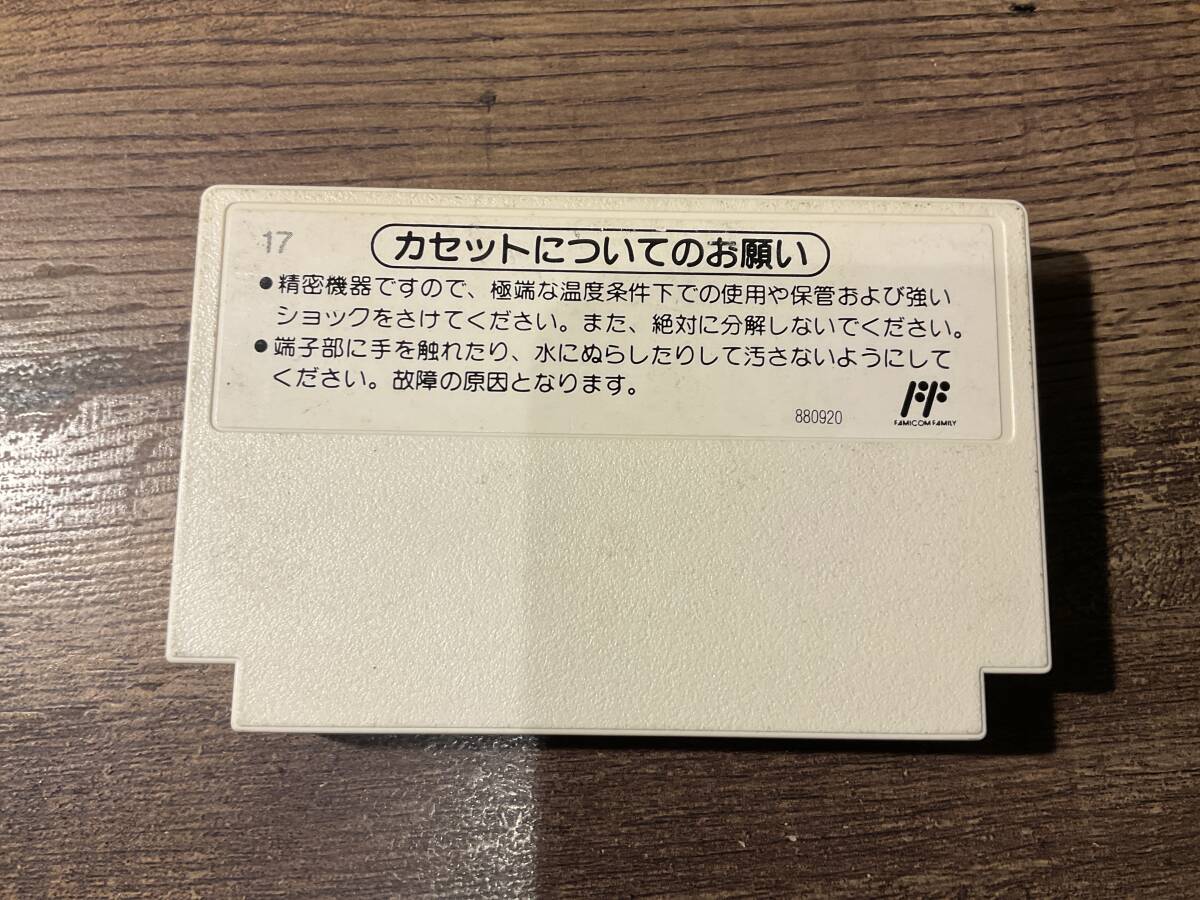 17
カセットについてのお願い
●精密機器ですので、極端な温度条件下での使用や保管および強い
ショックをさけてください。また、絶対に分解しないでください。
●端子部に手を触れたり、水にぬらしたりして汚さないようにして
ください。故障の原因となります。
880920
FF
FAMICOM FAMILY